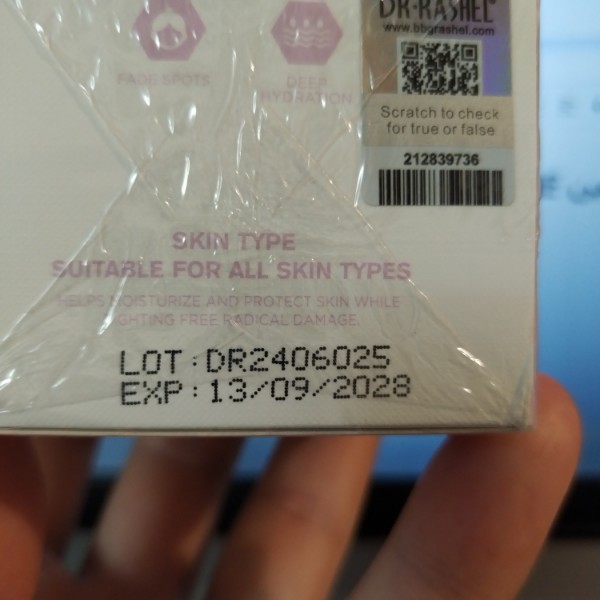 DR·RASHEL®
www.bbgrashel.com
FADE SPOTS
DEEP
HYDRATION
Scratch to check
for true or false
212839736
SKIN TYPE
SUITABLE FOR ALL SKIN TYPES
HELPS MOISTURIZE AND PROTECT SKIN WHILE
FREE RADICAL DAMAGE.
LOT:DR2406025
EXP:13/09/2028